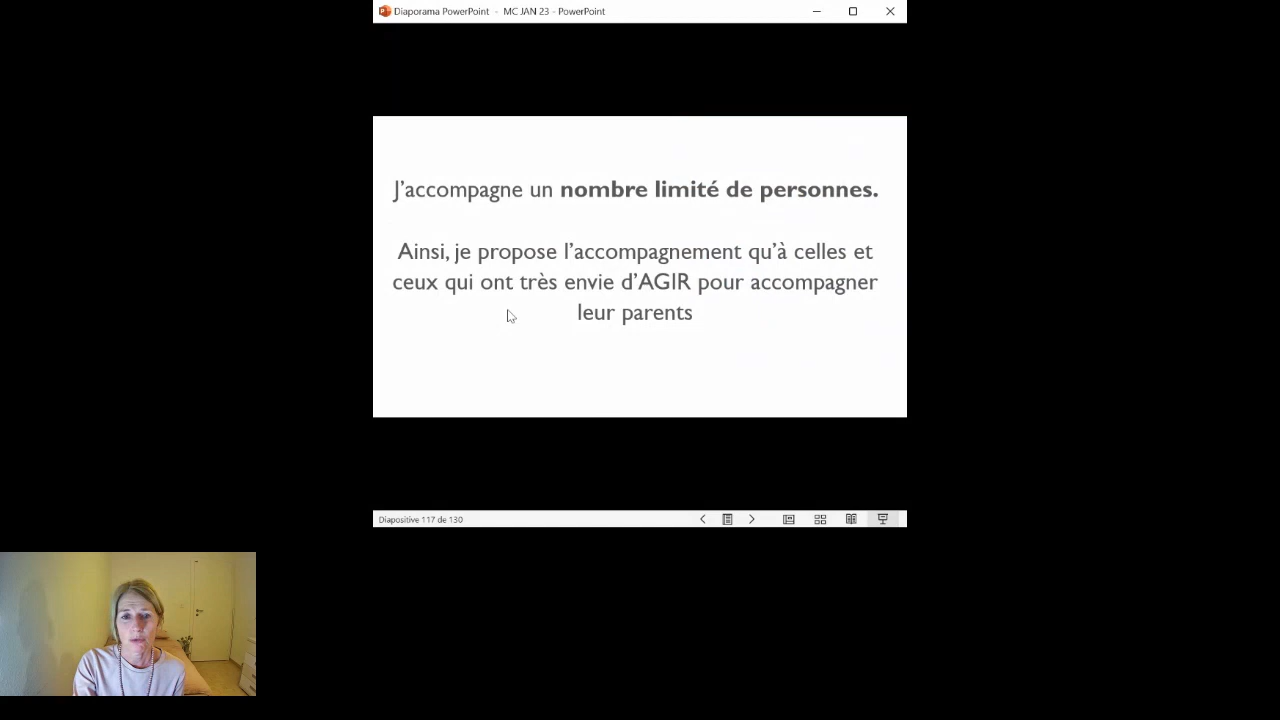 Diaporama PowerPoint - MC JAN 23 - PowerPoint
J'accompagne un nombre limité de personnes.
Ainsi, je propose l'accompagnement qu'à celles et
ceux qui ont très envie d'AGIR pour accompagner
leur parents
Diapositive 117 de 130